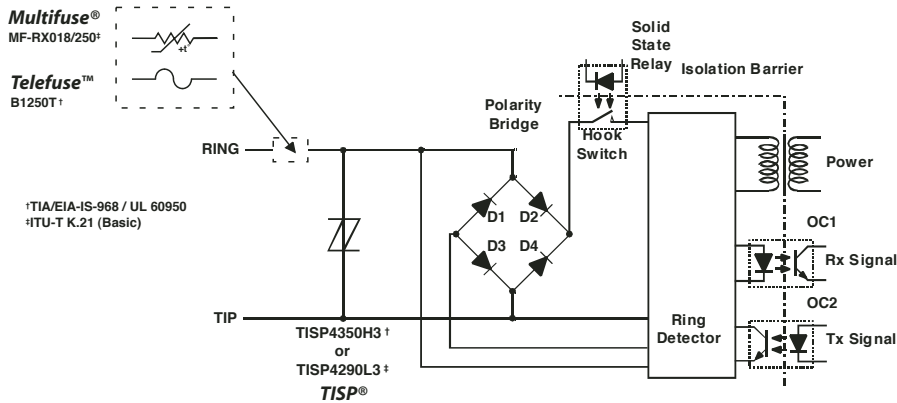 Multifuse®
MF-RX018/250‡
+t°
Telefuse™
B1250T†
Solid
State
Relay
Isolation Barrier
Polarity
Bridge
Hook
Switch
RING
Power
†TIA/EIA-IS-968 / UL 60950
‡ITU-T K.21 (Basic)
D1 D2
D3 D4
OC1
Rx Signal
OC2
TIP
TISP4350H3 †
or
TISP4290L3 ‡
TISP®
Ring
Detector
Tx Signal